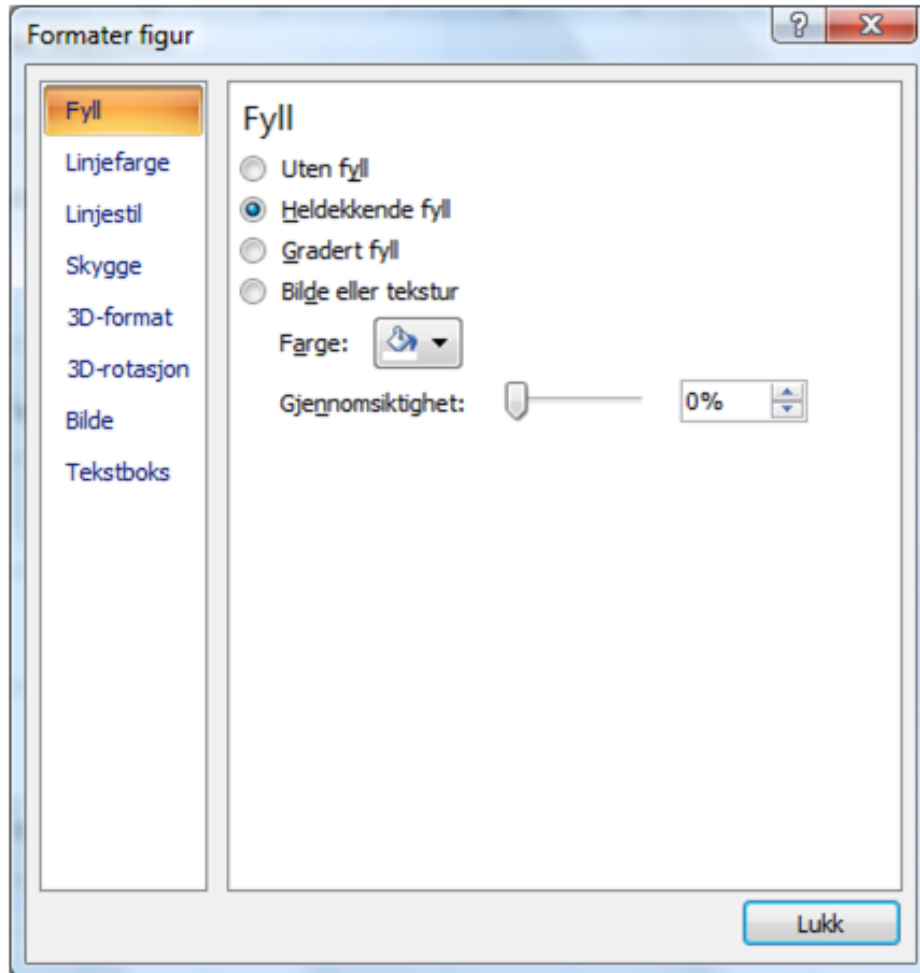 Formater figur
Fyll
Linjefarge
Linjestil
Skygge
3D-format
3D-rotasjon
Bilde
Tekstboks
Fyll
Uten fyll
Heldekkende fyll
Gradert fyll
Bilde eller tekstur
Farge:
Gjennomsiktighet: 0%
Lukk